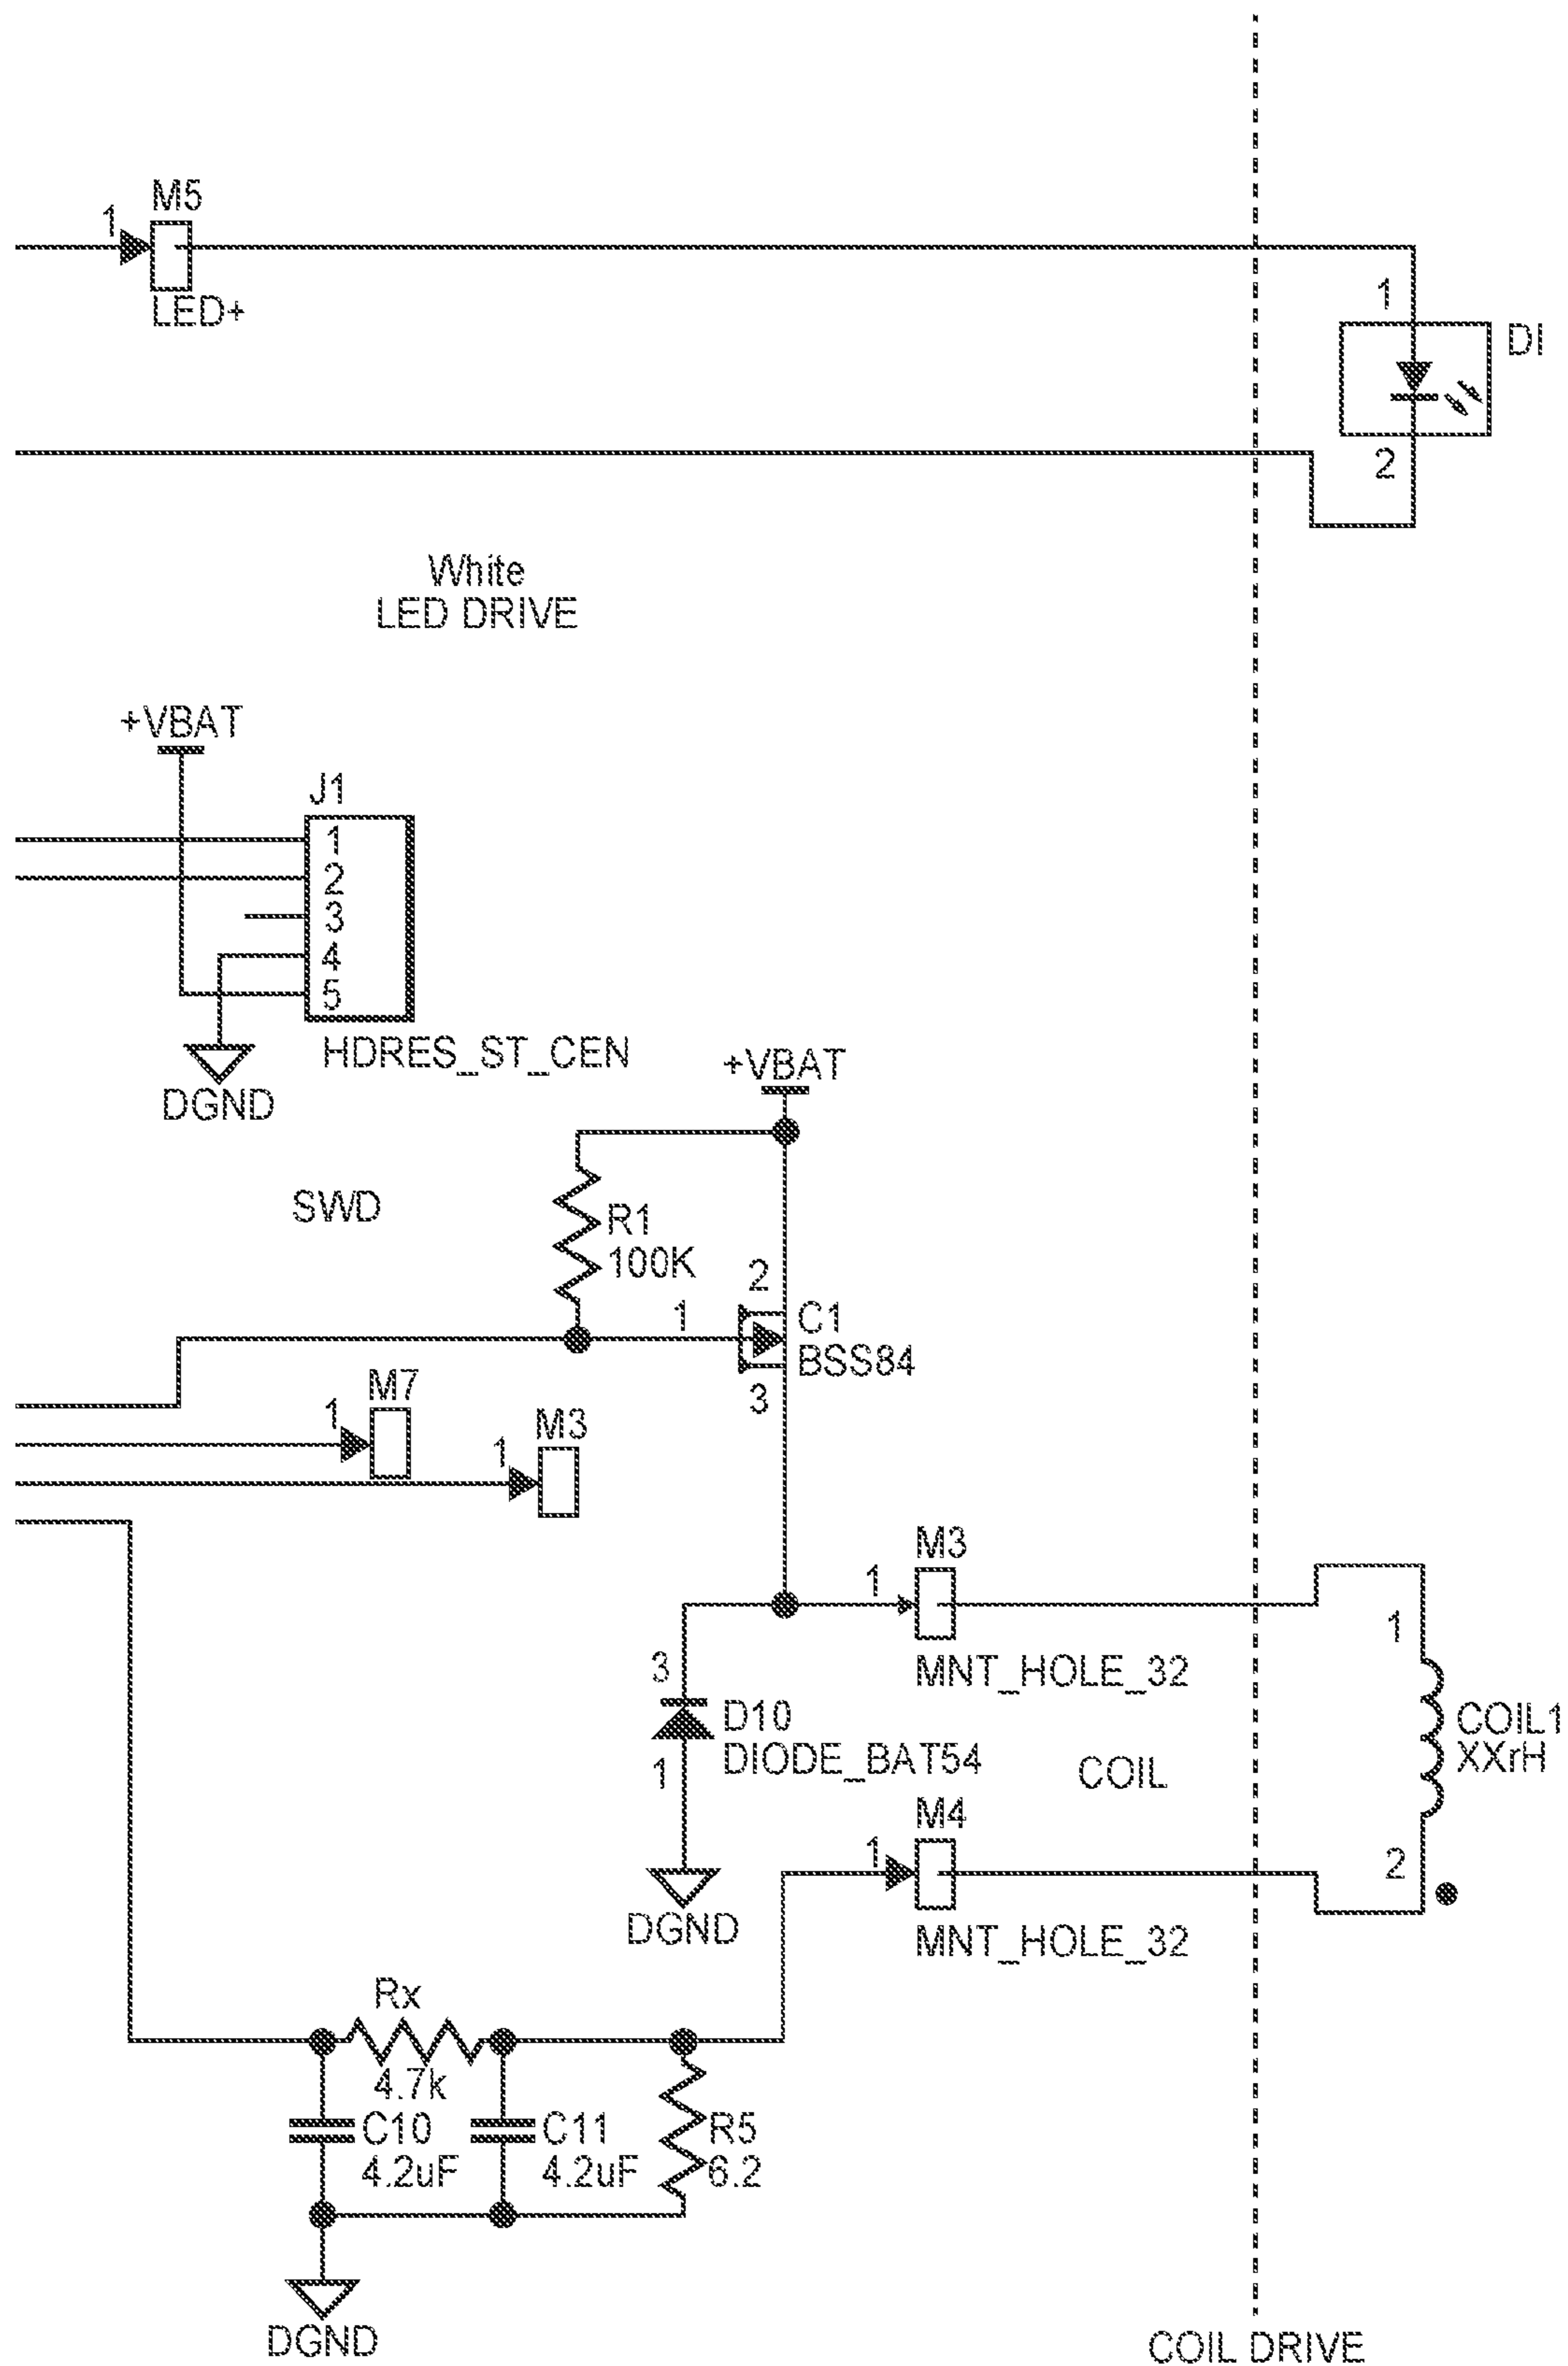 M5
1
LED+
1
DI
2
White
LED DRIVE
+VBAT
J1
1
2
3
4
5
HDRES_ST_CEN
DGND
+VBAT
SWD
R1
100K
2
1
C1
BSS84
3
M7
1
M3
1
M3
1
MNT_HOLE_32
1
3
D10
DIODE_BAT54
1
COIL
COIL1
XXrH
M4
1
2
DGND
MNT_HOLE_32
Rx
4.7k
C10
4.2uF
C11
4.2uF
R5
6.2
DGND
COIL DRIVE